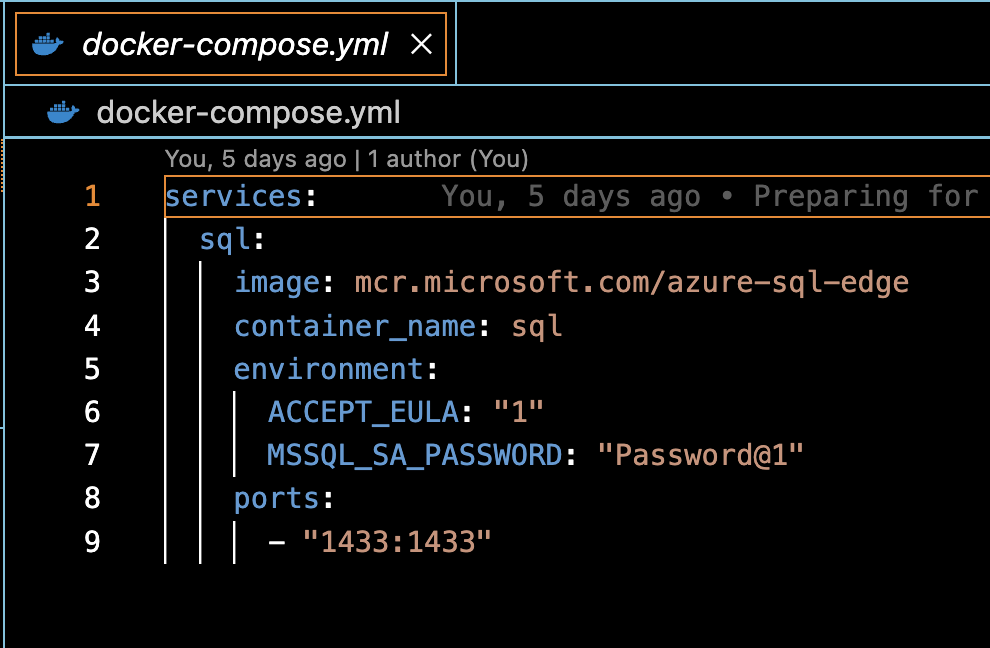 docker-compose.yml
docker-compose.yml
You, 5 days ago | 1 author (You)
1 services: You, 5 days ago • Preparing for
2 sql:
3 image: mcr.microsoft.com/azure-sql-edge
4 container_name: sql
5 environment:
6 ACCEPT_EULA: "1"
7 MSSQL_SA_PASSWORD: "Password@1"
8 ports:
9 - "1433:1433"